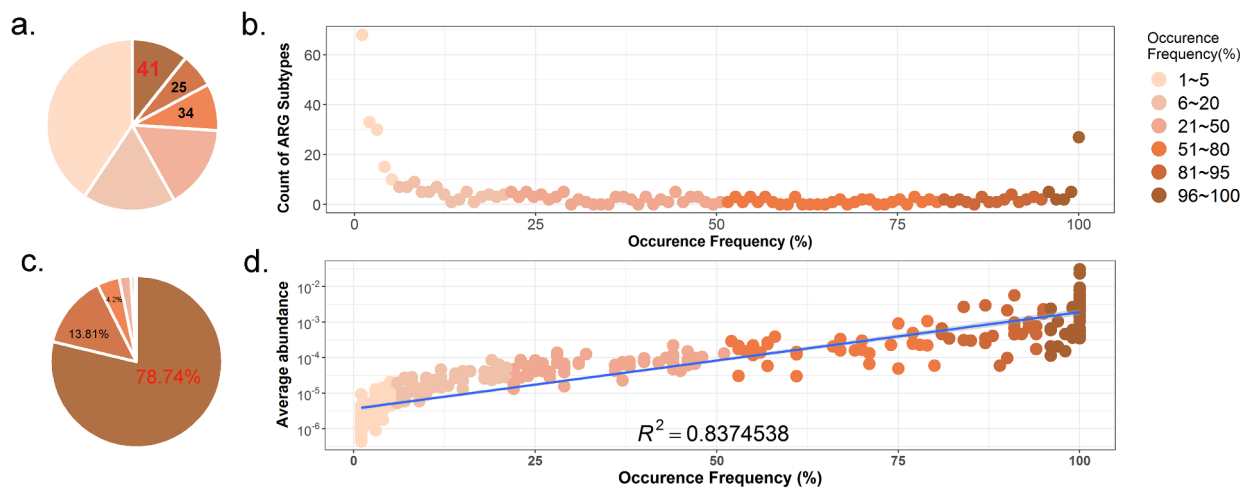 a.
41
25
34
b.
Count of ARG Subtypes
60
40
20
0
0
25
50
75
100
Occurence Frequency (%)
Occurence
Frequency(%)
1~5
6~20
21~50
51~80
81~95
96~100
c.
4.2%
13.81%
78.74%
d.
Average abundance
10⁻²
10⁻³
10⁻⁴
10⁻⁵
10⁻⁶
R² = 0.8374538
0
25
50
75
100
Occurence Frequency (%)